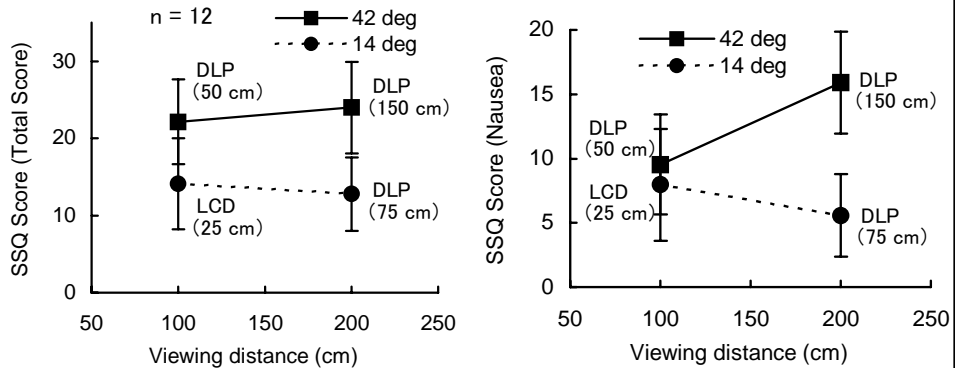 n = 12
42 deg
14 deg
SSQ Score (Total Score)
30
20
10
0
DLP
(50 cm)
DLP
(150 cm)
LCD
(25 cm)
DLP
(75 cm)
50 100 150 200 250
Viewing distance (cm)
42 deg
14 deg
SSQ Score (Nausea)
20
15
10
5
0
DLP
(50 cm)
DLP
(150 cm)
LCD
(25 cm)
DLP
(75 cm)
50 100 150 200 250
Viewing distance (cm)